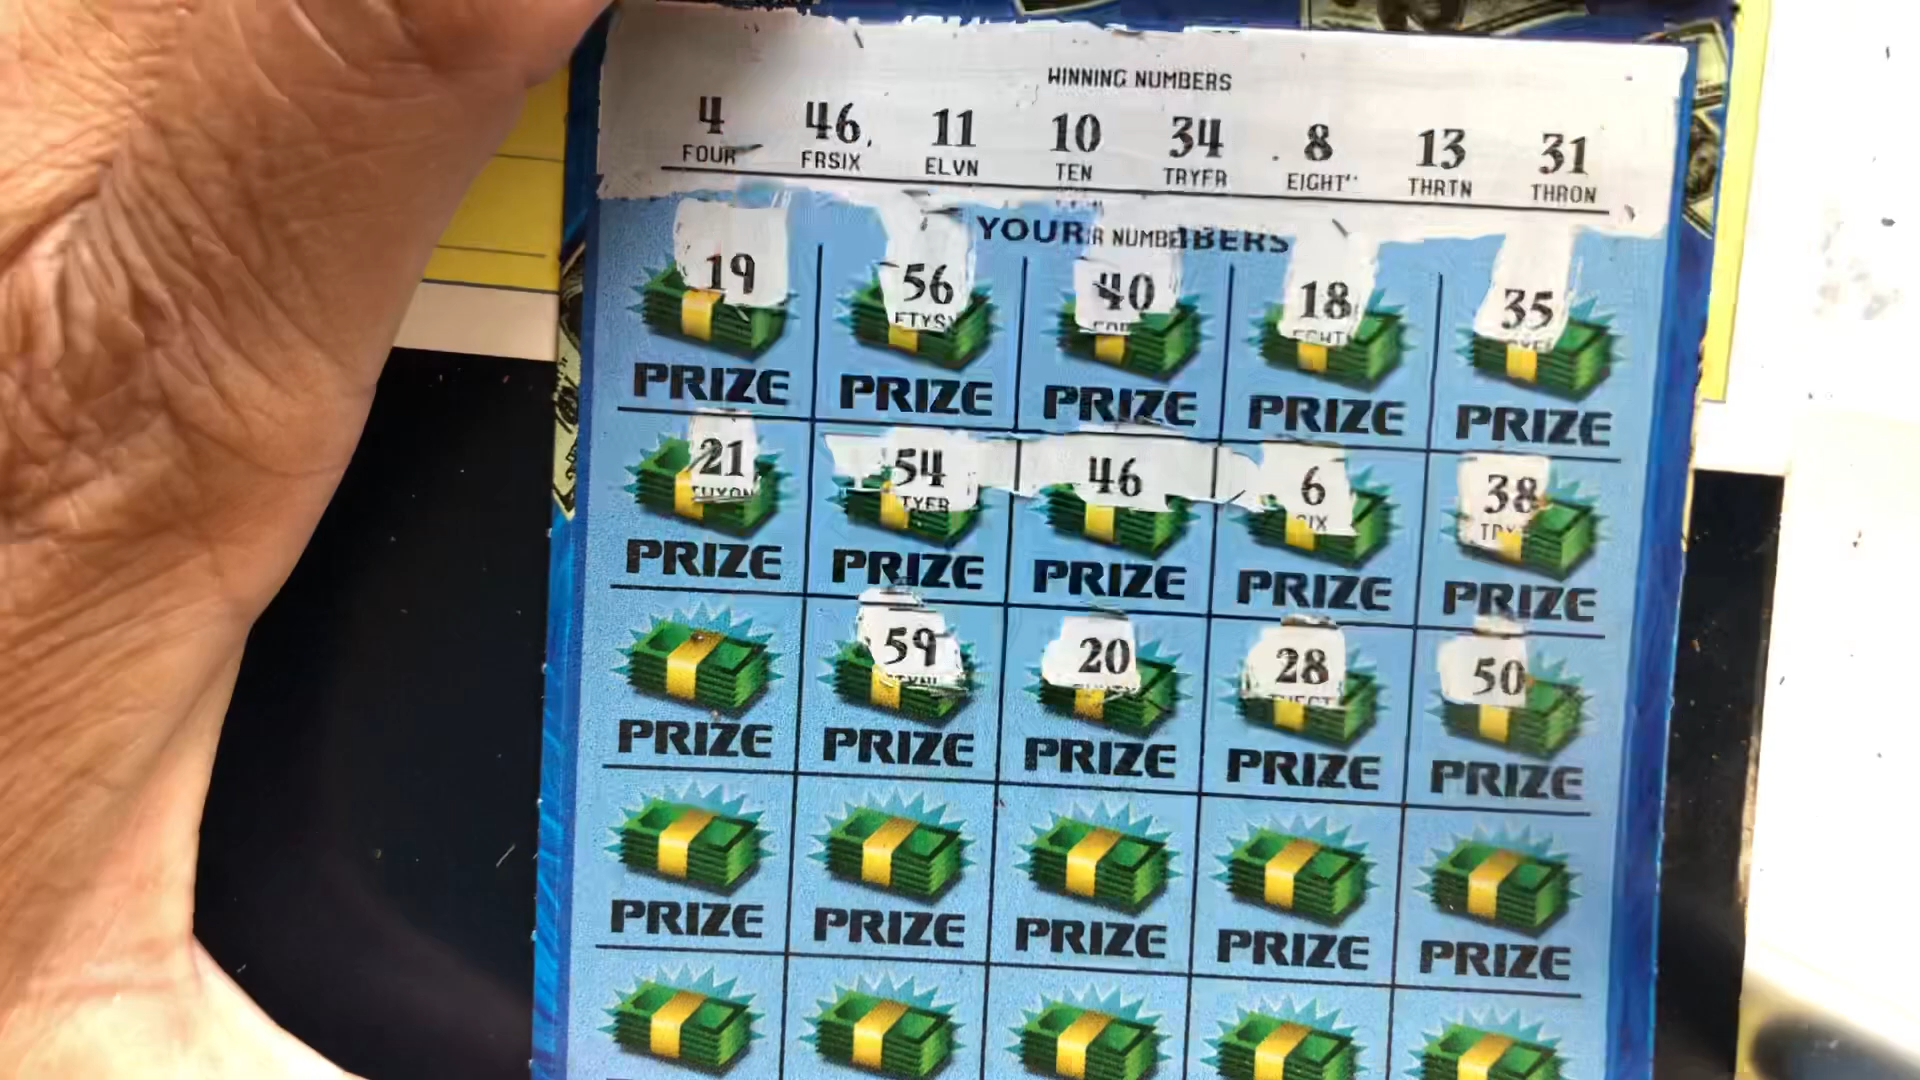 WINNING NUMBERS
4 46 11 10 34 8 13 31
FOUR FRSIX ELVN TEN TRYFR EIGHT THRTN THRON
YOUR NUMBERS
19 56 40 18 35
PRIZE PRIZE PRIZE PRIZE PRIZE
21 54 46 6 38
PRIZE PRIZE PRIZE PRIZE PRIZE
59 20 28 50
PRIZE PRIZE PRIZE PRIZE PRIZE
PRIZE PRIZE PRIZE PRIZE PRIZE